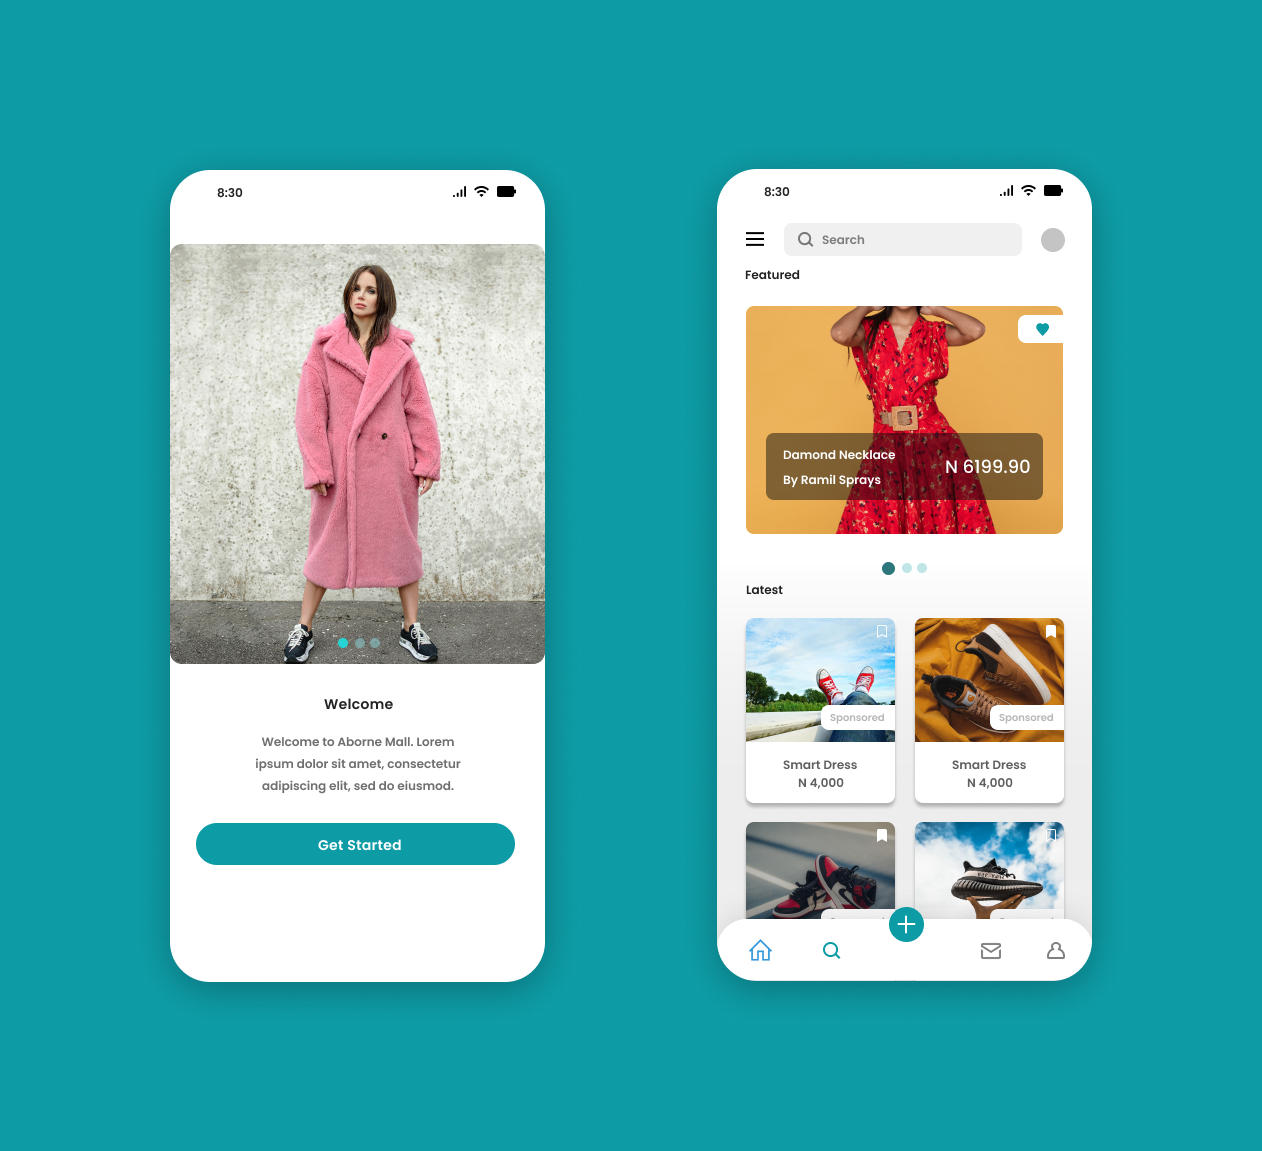 8:30
Welcome
Welcome to Aborne Mall. Lorem
ipsum dolor sit amet, consectetur
adipiscing elit, sed do eiusmod.
Get Started
8:30
Search
Featured
Damond Necklace
By Ramil Sprays
N 6199.90
Latest
Sponsored
Sponsored
Smart Dress
N 4,000
Smart Dress
N 4,000